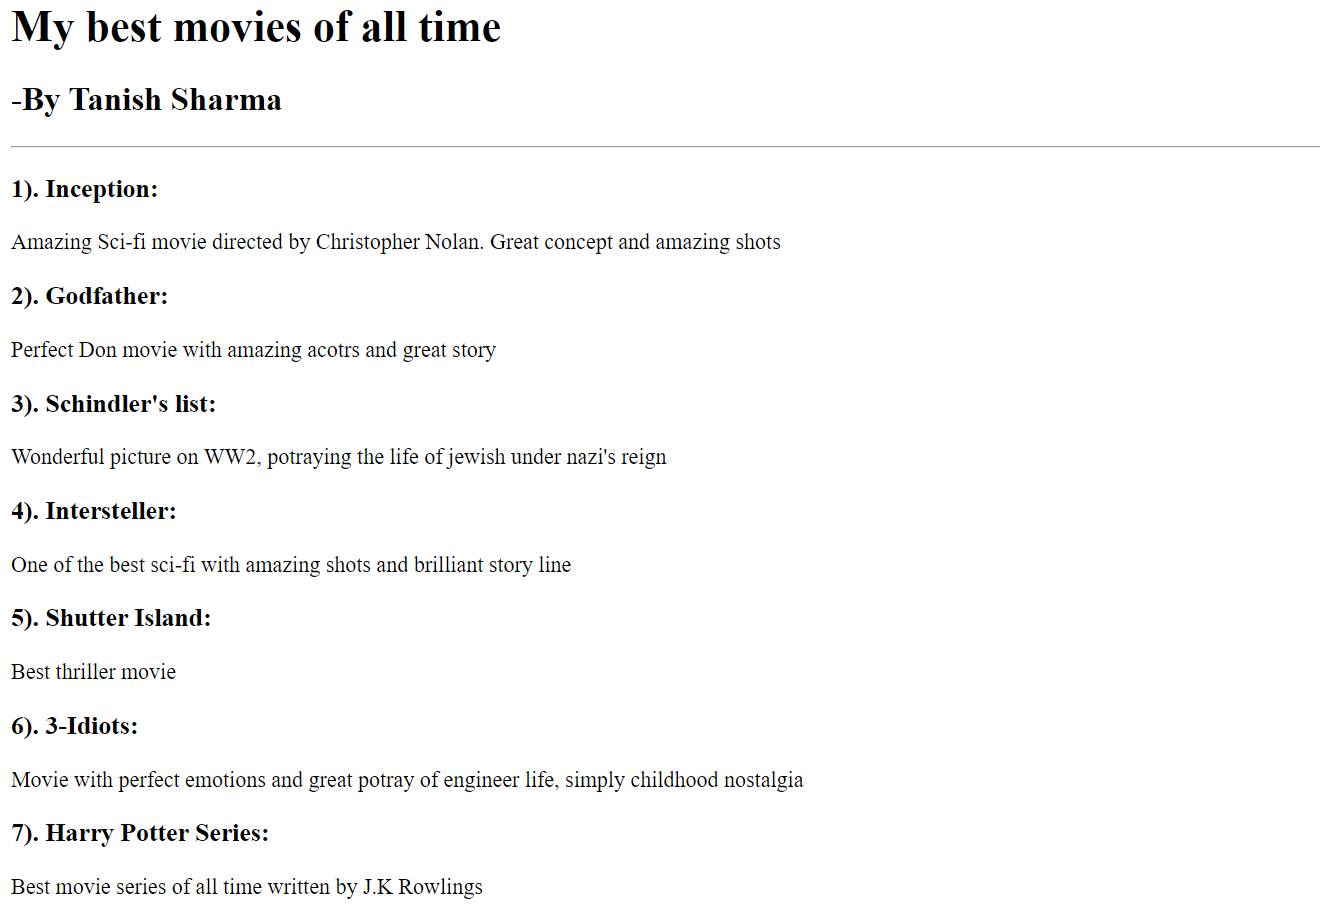 My best movies of all time
-By Tanish Sharma
1). Inception:
Amazing Sci-fi movie directed by Christopher Nolan. Great concept and amazing shots
2). Godfather:
Perfect Don movie with amazing acotrs and great story
3). Schindler's list:
Wonderful picture on WW2, potraying the life of jewish under nazi's reign
4). Intersteller:
One of the best sci-fi with amazing shots and brilliant story line
5). Shutter Island:
Best thriller movie
6). 3-Idiots:
Movie with perfect emotions and great potray of engineer life, simply childhood nostalgia
7). Harry Potter Series:
Best movie series of all time written by J.K Rowlings